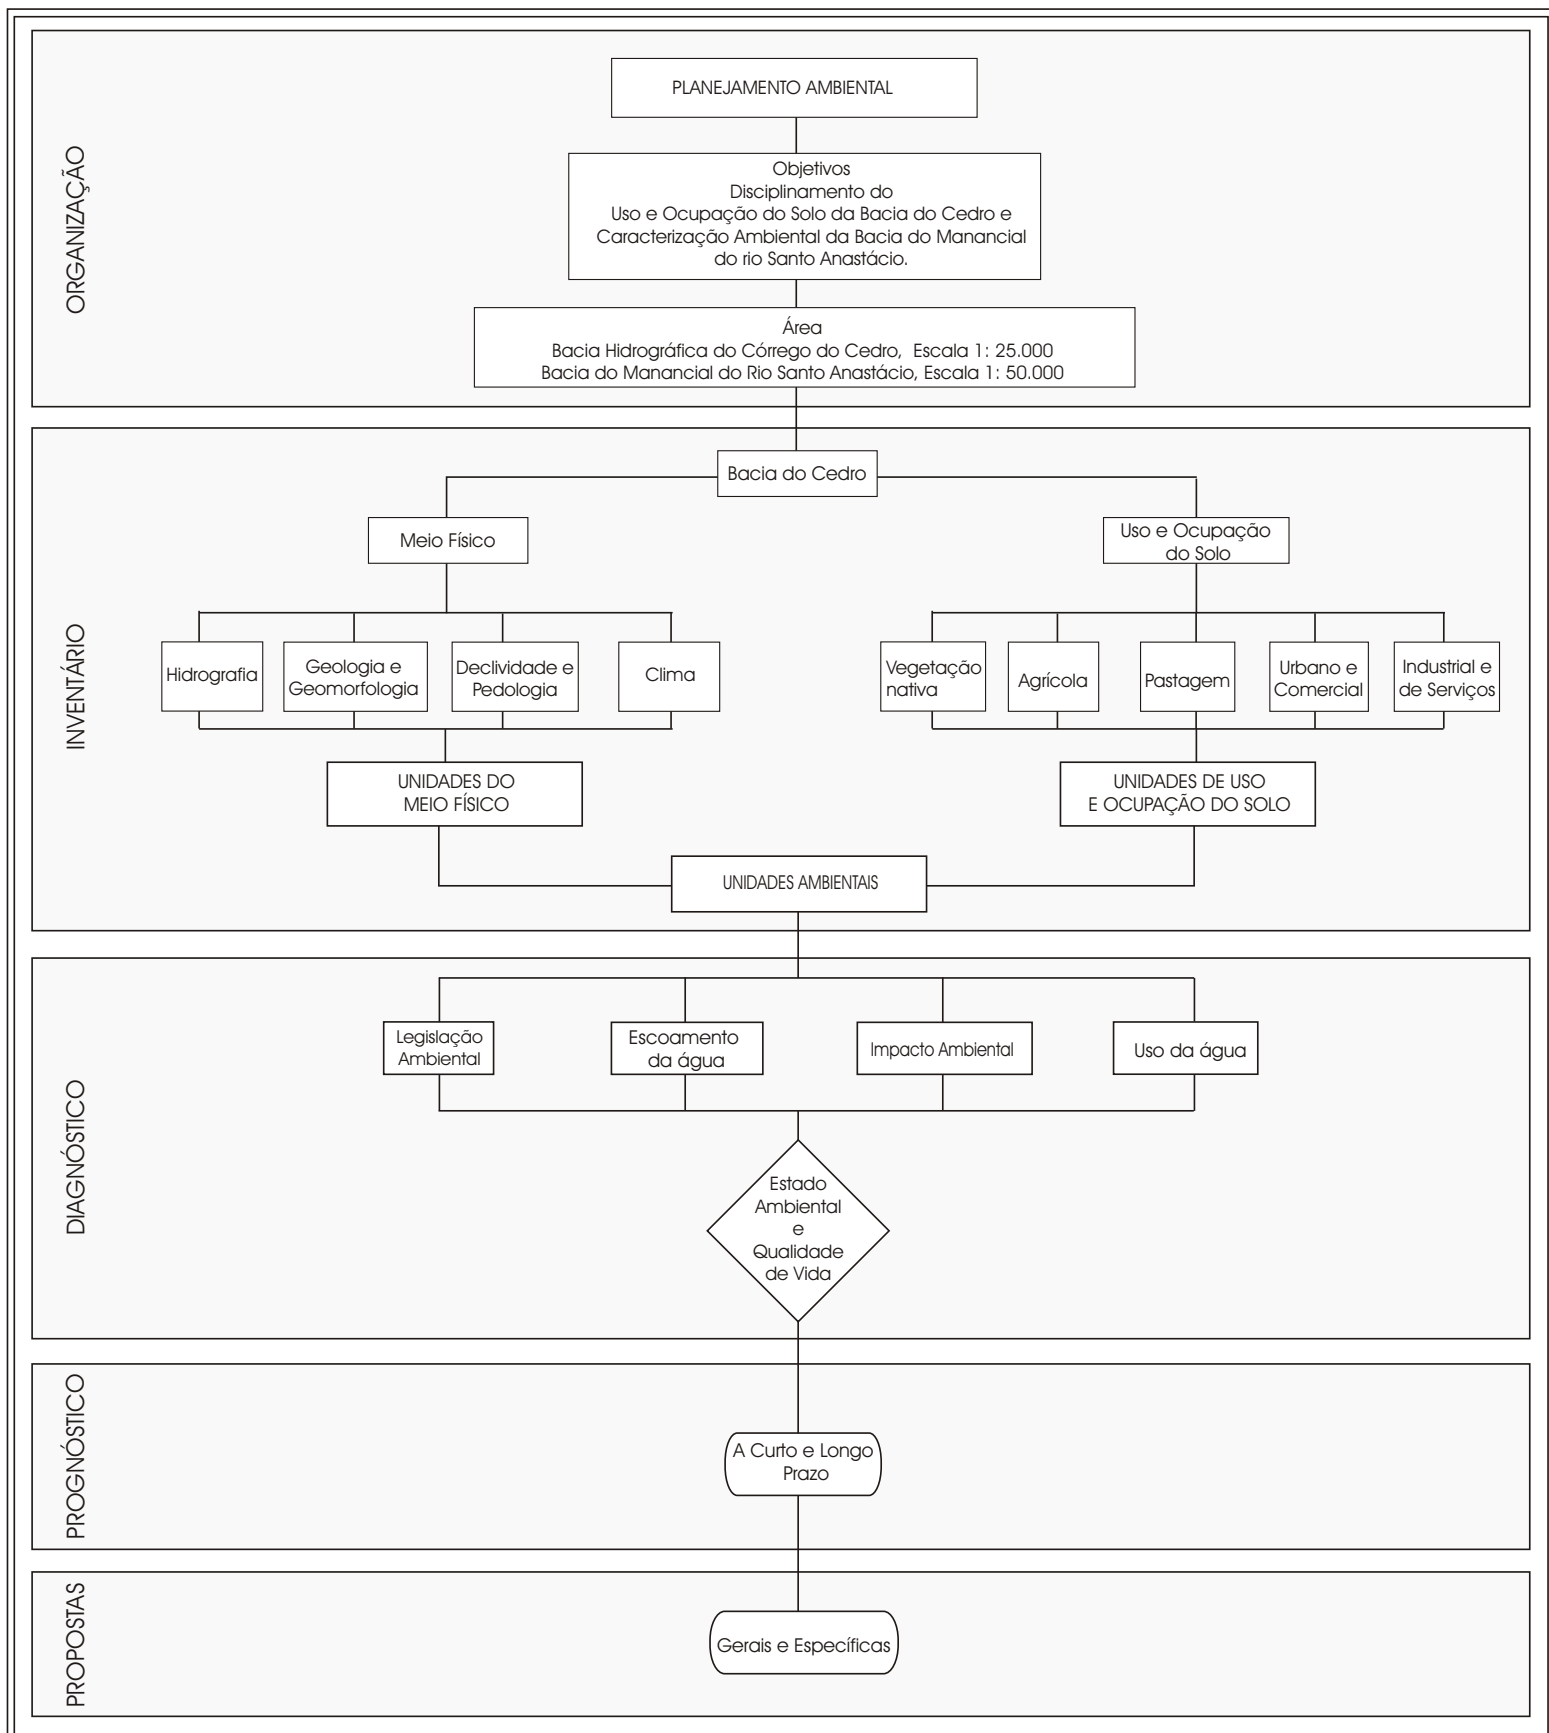 ORGANIZAÇÃO
PLANEJAMENTO AMBIENTAL
Objetivos
Disciplinamento do
Uso e Ocupação do Solo da Bacia do Cedro e
Caracterização Ambiental da Bacia do Manancial
do rio Santo Anastácio.
Área
Bacia Hidrográfica do Córrego do Cedro, Escala 1: 25.000
Bacia do Manancial do Rio Santo Anastácio, Escala 1: 50.000
INVENTÁRIO
Bacia do Cedro
Meio Físico
Uso e Ocupação
do Solo
Hidrografia
Geologia e
Geomorfologia
Declividade e
Pedologia
Clima
Vegetação
nativa
Agrícola
Pastagem
Urbano e
Comercial
Industrial e
de Serviços
UNIDADES DO
MEIO FÍSICO
UNIDADES DE USO
E OCUPAÇÃO DO SOLO
UNIDADES AMBIENTAIS
DIAGNÓSTICO
Legislação
Ambiental
Escoamento
da água
Impacto Ambiental
Uso da água
Estado
Ambiental
e
Qualidade
de Vida
PROGNÓSTICO
A Curto e Longo
Prazo
PROPOSTAS
Gerais e Específicas